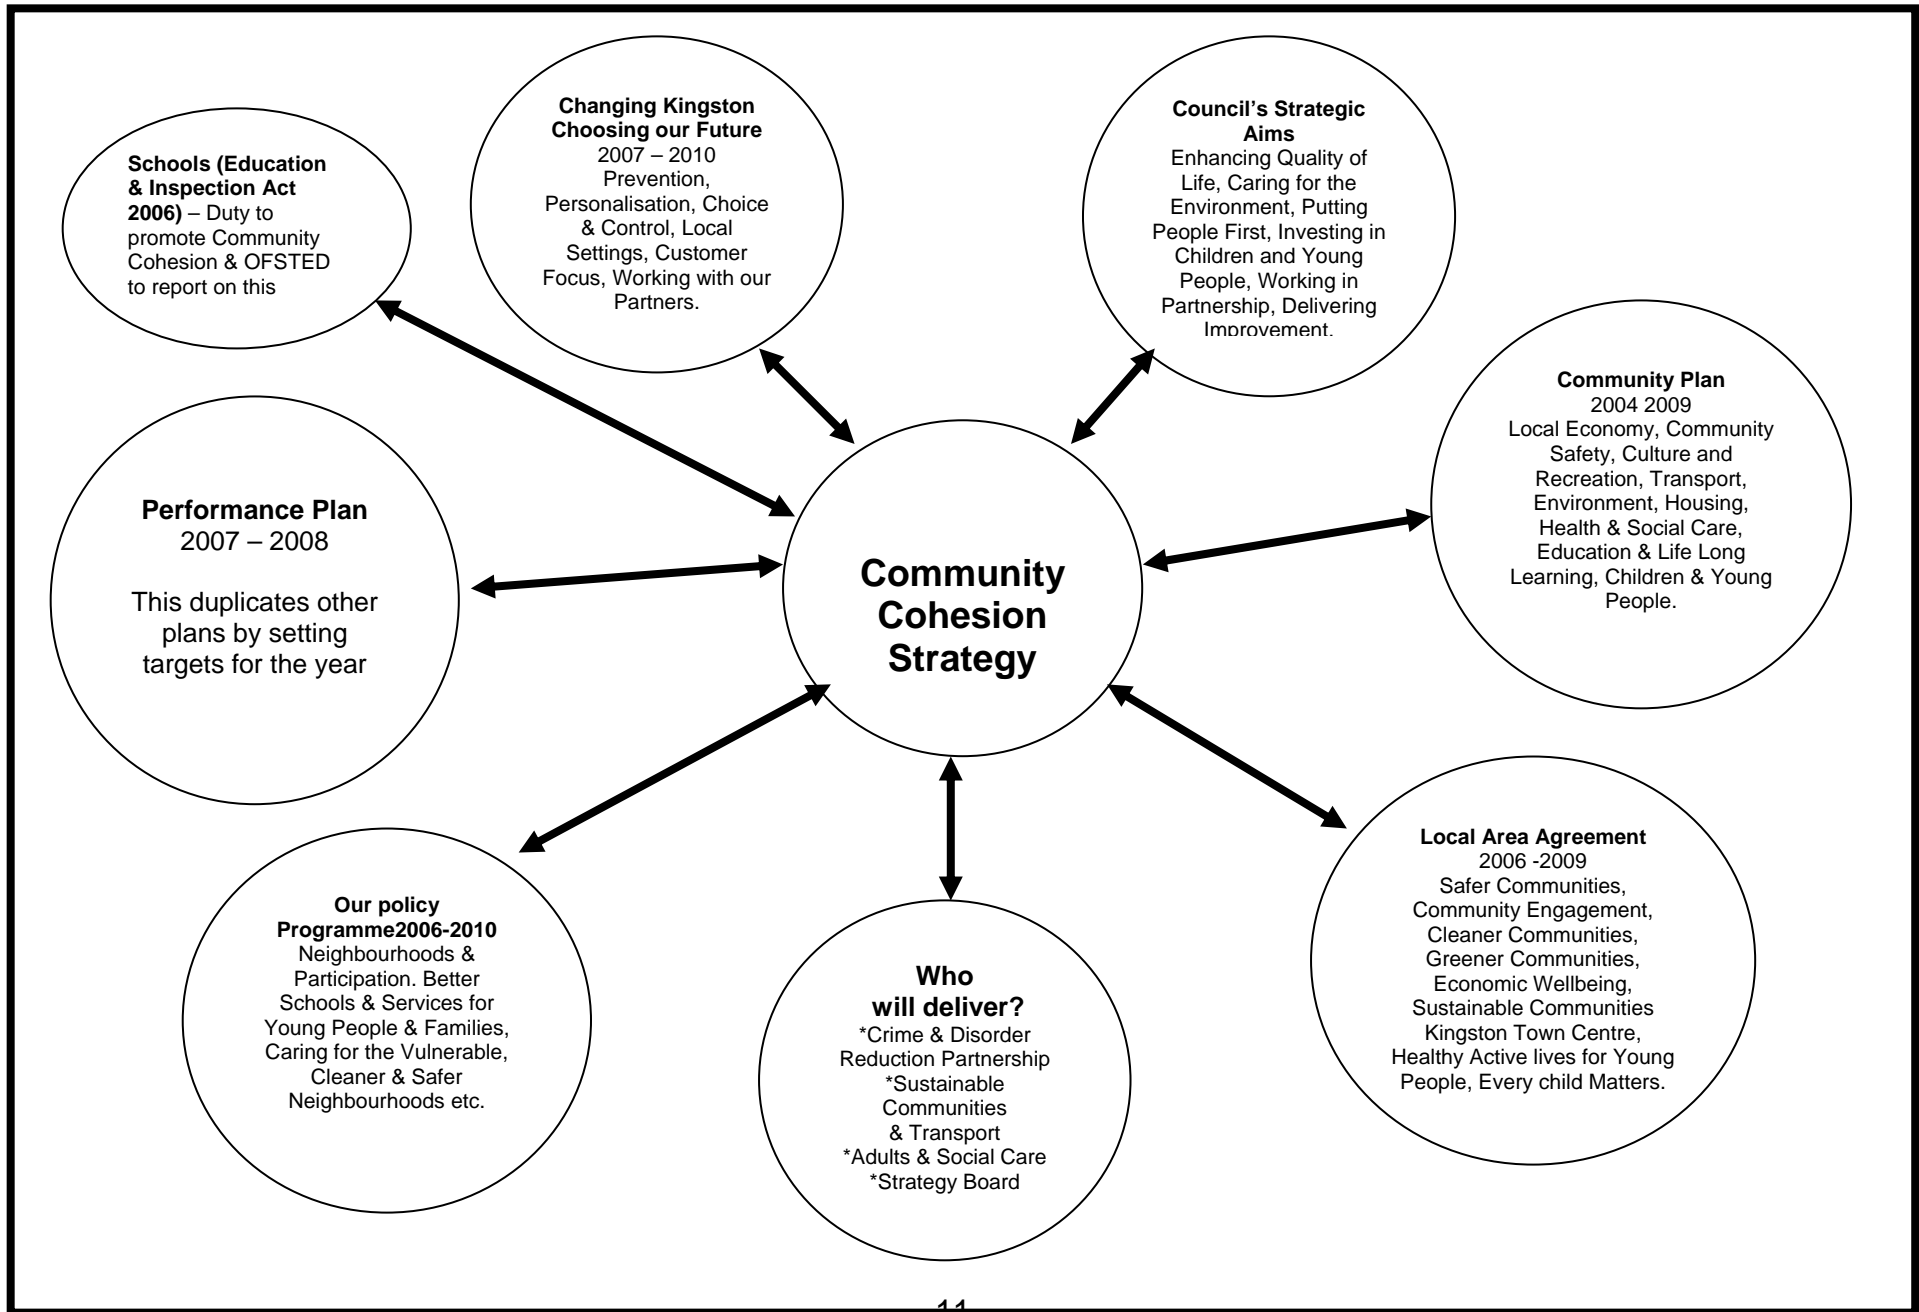 Changing Kingston
Choosing our Future
2007 – 2010
Prevention,
Personalisation, Choice
& Control, Local
Settings, Customer
Focus, Working with our
Partners.
Council's Strategic
Aims
Enhancing Quality of
Life, Caring for the
Environment, Putting
People First, Investing in
Children and Young
People, Working in
Partnership, Delivering
Improvement.
Schools (Education
& Inspection Act
2006) – Duty to
promote Community
Cohesion & OFSTED
to report on this
Community Plan
2004 2009
Local Economy, Community
Safety, Culture and
Recreation, Transport,
Environment, Housing,
Health & Social Care,
Education & Life Long
Learning, Children & Young
People.
Performance Plan
2007 – 2008
This duplicates other
plans by setting
targets for the year
Community
Cohesion
Strategy
Local Area Agreement
2006 -2009
Safer Communities,
Community Engagement,
Cleaner Communities,
Greener Communities,
Economic Wellbeing,
Sustainable Communities
Kingston Town Centre,
Healthy Active lives for Young
People, Every child Matters.
Our policy
Programme2006-2010
Neighbourhoods &
Participation. Better
Schools & Services for
Young People & Families,
Caring for the Vulnerable,
Cleaner & Safer
Neighbourhoods etc.
Who
will deliver?
*Crime & Disorder
Reduction Partnership
*Sustainable
Communities
& Transport
*Adults & Social Care
*Strategy Board
11